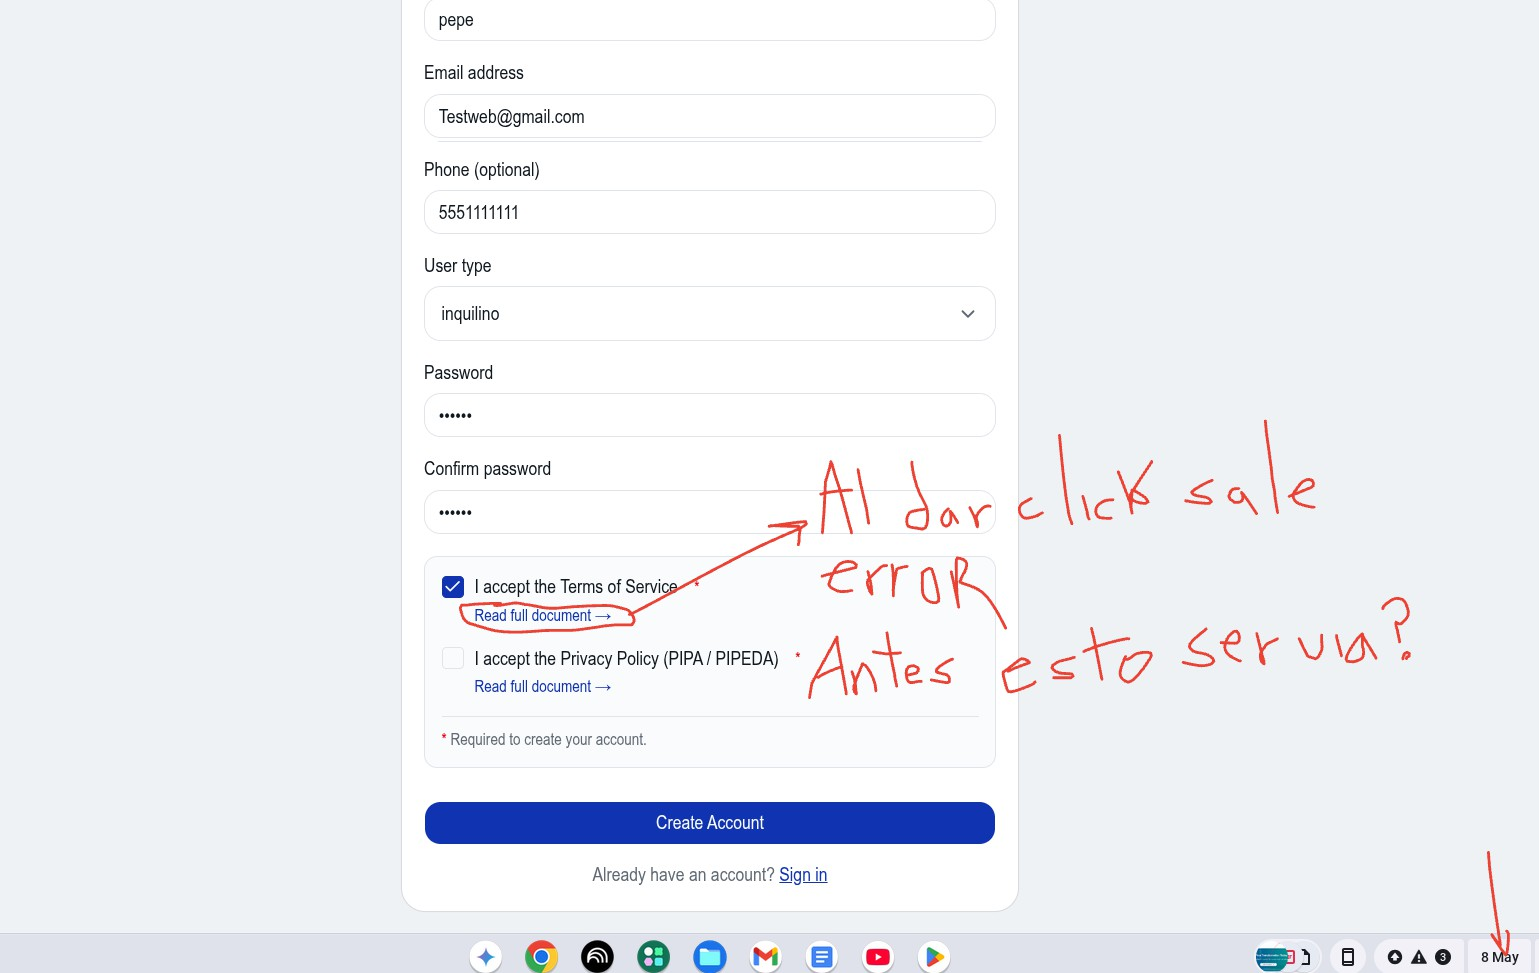 pepe
Email address
Testweb@gmail.com
Phone (optional)
5551111111
User type
inquilino
Password
••••••
Confirm password
••••••
Al dar click sale
error
Antes esto servia?
I accept the Terms of Service *
Read full document →
I accept the Privacy Policy (PIPA / PIPEDA) *
Read full document →
* Required to create your account.
Create Account
Already have an account? Sign in
3
8 May